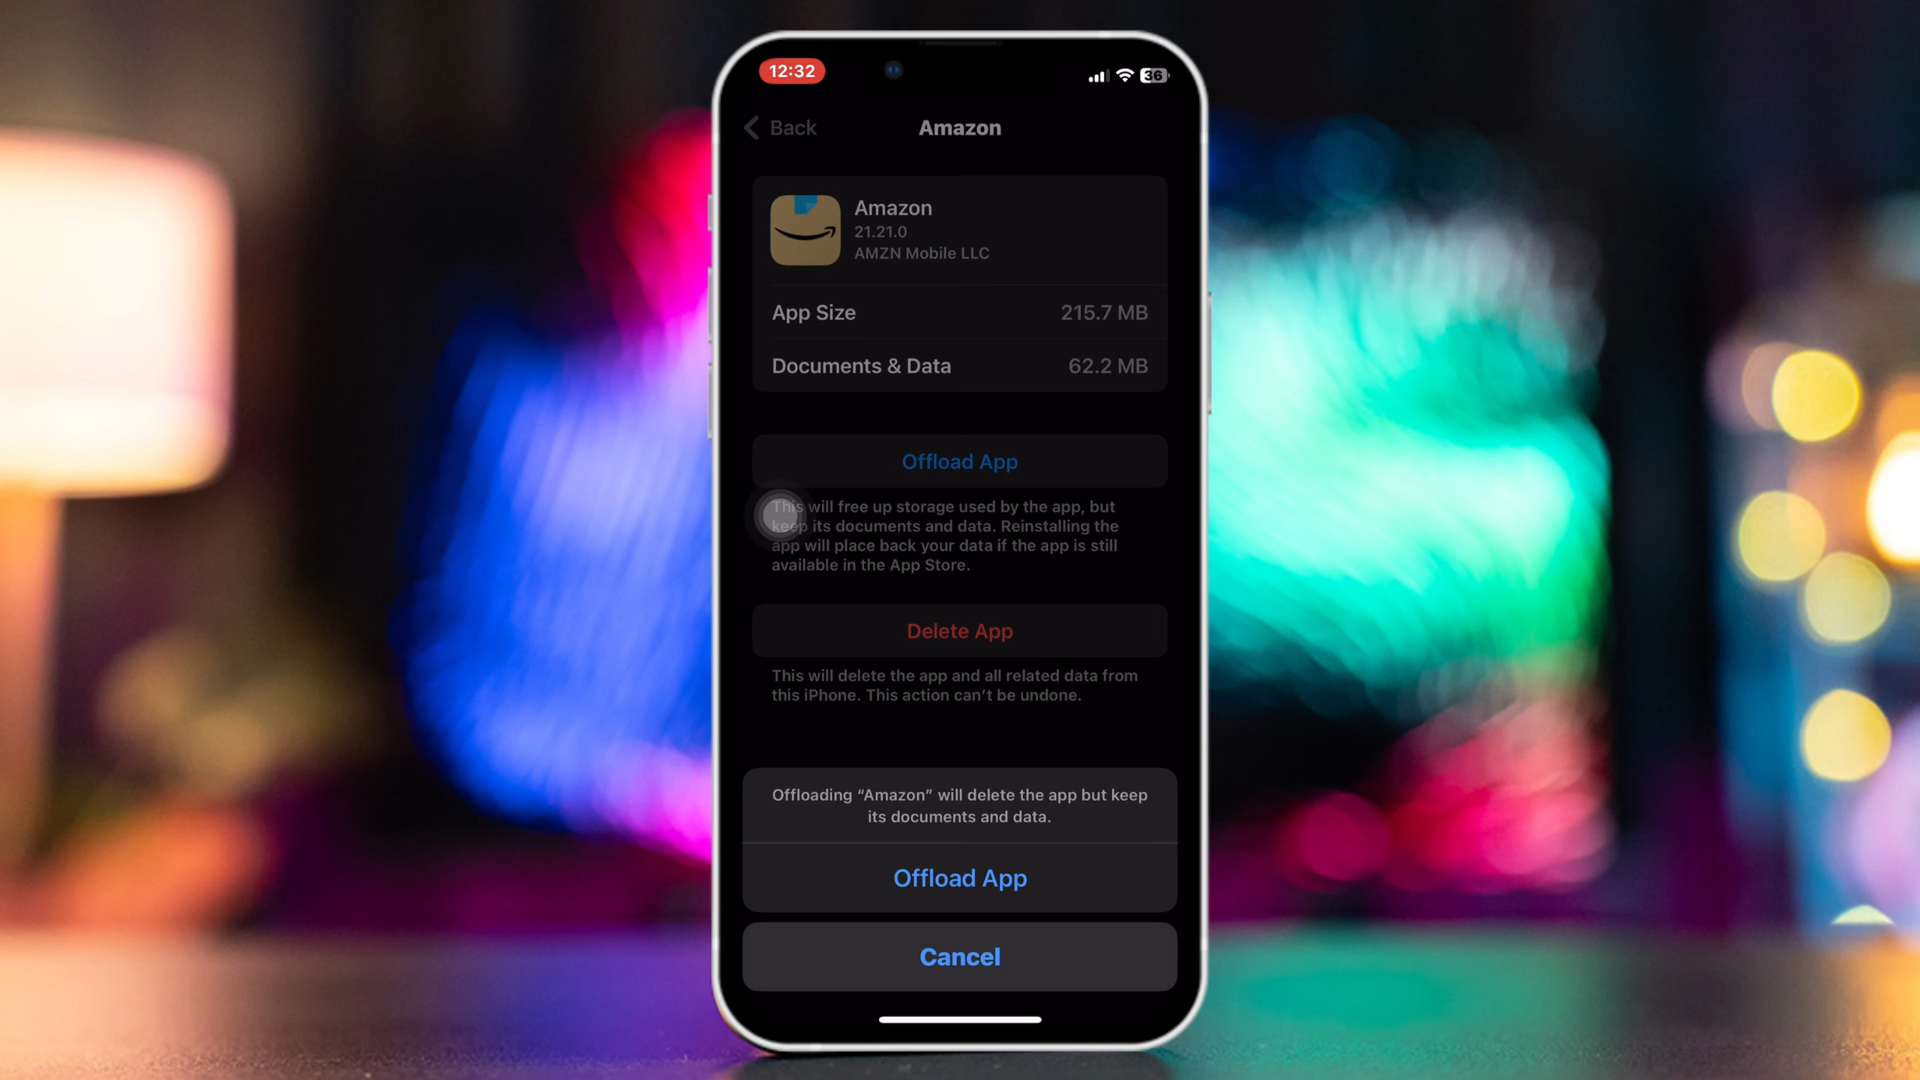 12:32
36
Back
Amazon
Amazon
21.21.0
AMZN Mobile LLC
App Size 215.7 MB
Documents & Data 62.2 MB
Offload App
This will free up storage used by the app, but
keep its documents and data. Reinstalling the
app will place back your data if the app is still
available in the App Store.
Delete App
This will delete the app and all related data from
this iPhone. This action can’t be undone.
Offloading “Amazon” will delete the app but keep
its documents and data.
Offload App
Cancel